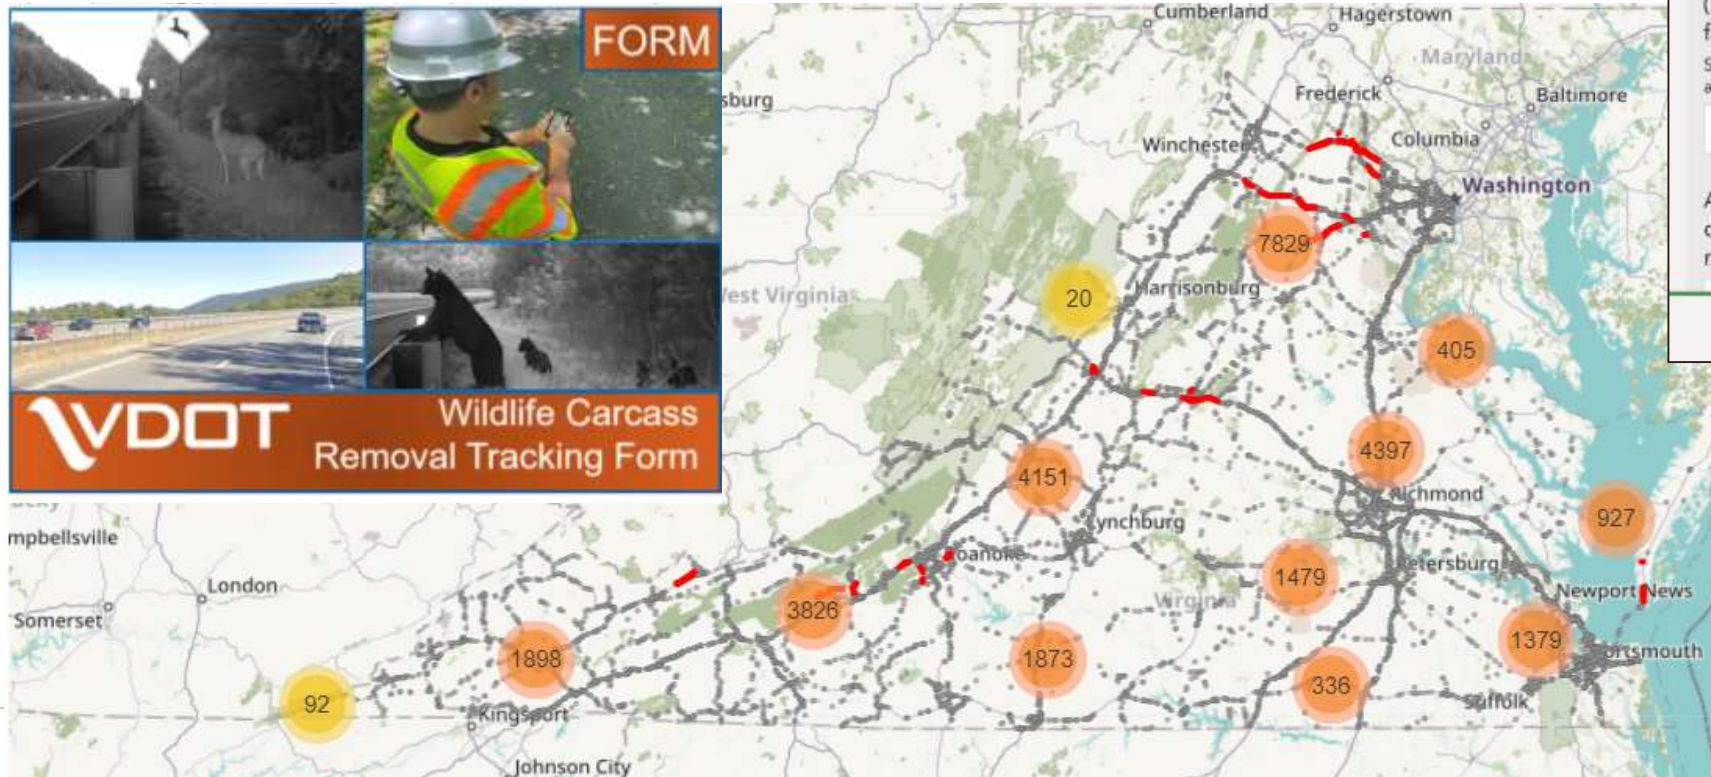 FORM
VDOT
Wildlife Carcass
Removal Tracking Form
Cumberland
Hagerstown
Maryland
sburg
Frederick
Baltimore
Winchester
Columbia
Washington
7829
West Virginia
20
Harrisonburg
405
4397
4151
Richmond
mpbellsville
Lynchburg
927
Roanoke
London
1479
Petersburg
Newport News
Virginia
3826
Somerset
1379
1898
1873
Portsmouth
336
92
Suffolk
Kingsport
Johnson City